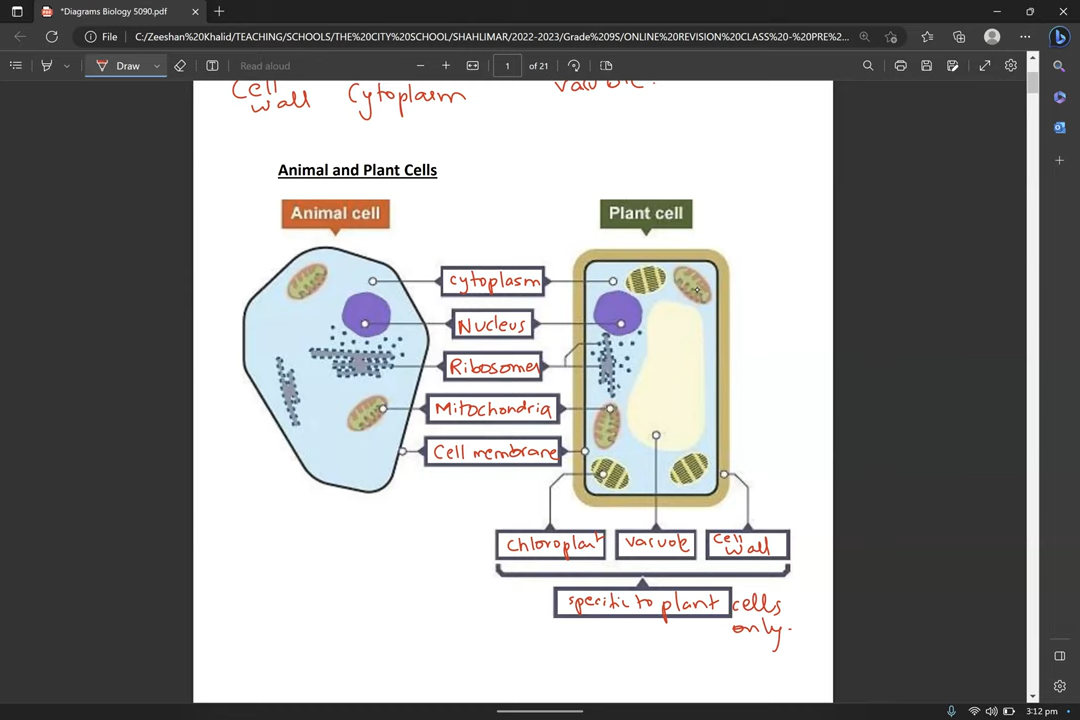 *Diagrams Biology 5090.pdf
File
C:/Zeeshan%20Khalid/TEACHING/SCHOOLS/THE%20CITY%20SCHOOL/SHAHLIMAR/2022-2023/Grade%209S/ONLINE%20REVISION%20CLASS%20-%20PRE%...
Draw
Read aloud
1 of 21
Cell wall
Cytoplasm
Animal and Plant Cells
Animal cell
Plant cell
cytoplasm
Nucleus
Ribosomes
Mitochondria
Cell membrane
chloroplast
vacuole
cell wall
specific to plant cells
only.
3:12 pm